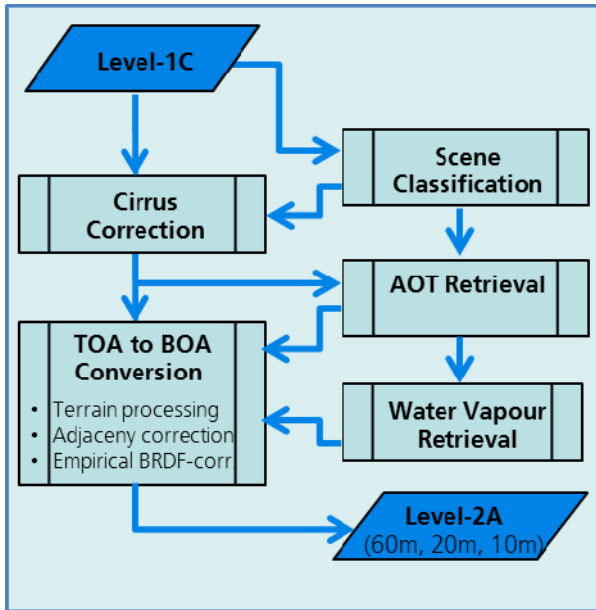 Level-1C
Scene
Classification
Cirrus
Correction
AOT Retrieval
TOA to BOA
Conversion
• Terrain processing
• Adjaceny correction
• Empirical BRDF-corr.
Water Vapour
Retrieval
Level-2A
(60m, 20m, 10m)